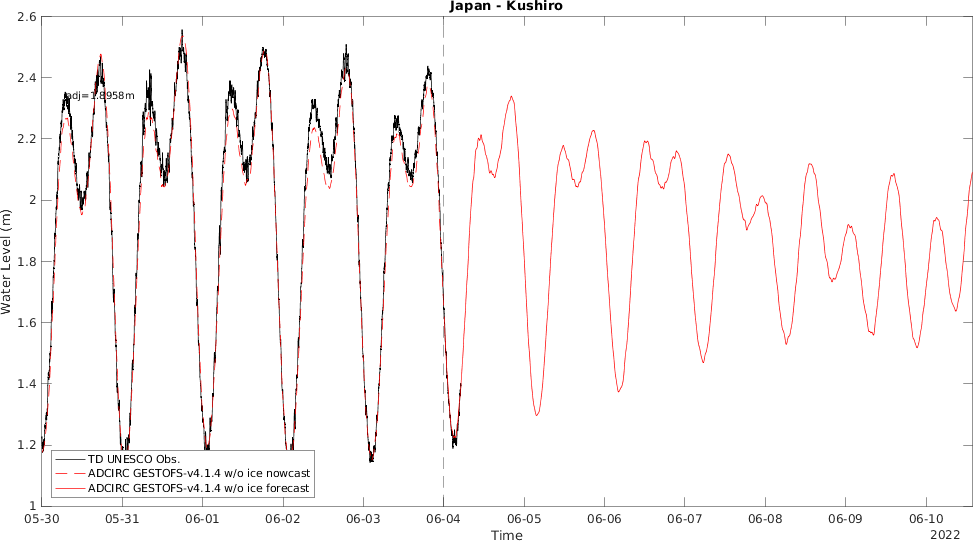 Japan - Kushiro
2.6
2.4
2.2
2
1.8
1.6
1.4
1.2
1
Water Level (m)
adj=1.8958m
TD UNESCO Obs.
ADCIRC GESTOFS-v4.1.4 w/o ice nowcast
ADCIRC GESTOFS-v4.1.4 w/o ice forecast
05-30 05-31 06-01 06-02 06-03 06-04 06-05 06-06 06-07 06-08 06-09 06-10
Time
2022